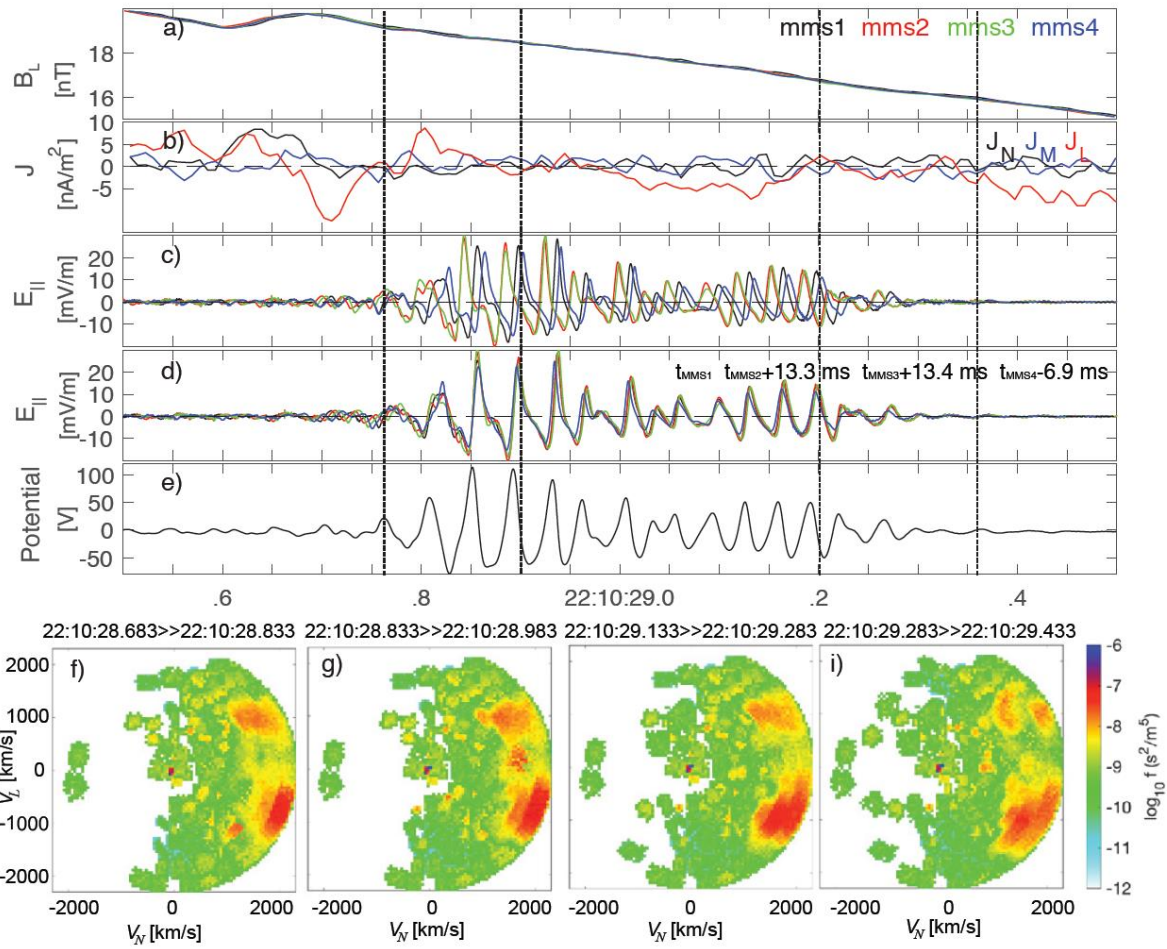 a) mms1 mms2 mms3 mms4
B_L [nT]
18
16
b) J_N J_M J_L
J [nA/m²]
10
5
0
-5
c)
E_|| [mV/m]
20
10
0
-10
d) t_MMS1 t_MMS2+13.3 ms t_MMS3+13.4 ms t_MMS4-6.9 ms
E_|| [mV/m]
20
10
0
-10
e)
Potential [V]
100
50
0
-50
.6 .8 22:10:29.0 .2 .4
22:10:28.683>>22:10:28.833 22:10:28.833>>22:10:28.983 22:10:29.133>>22:10:29.283 22:10:29.283>>22:10:29.433
f) g) h) i)
V_L [km/s]
2000
1000
0
-1000
-2000
-2000 0 2000 -2000 0 2000 -2000 0 2000 -2000 0 2000
V_N [km/s] V_N [km/s] V_N [km/s] V_N [km/s]
-6
-7
-8
-9
-10
-11
-12
log₁₀ f (s²/m⁵)